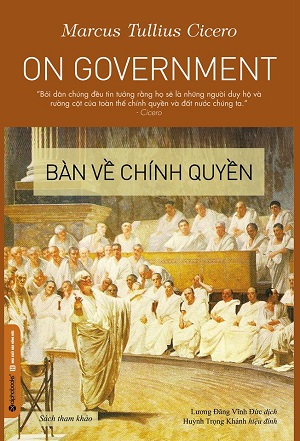 Marcus Tullius Cicero
ON GOVERNMENT
“Bởi dân chúng đều tin tưởng rằng họ sẽ là những người duy hộ và
rường cột của toàn thể chính quyền và đất nước chúng ta.”
- Cicero
BÀN VỀ CHÍNH QUYỀN
alphabooks
Sách tham khảo
Lương Đăng Vĩnh Đức dịch
Huỳnh Trọng Khánh hiệu đính